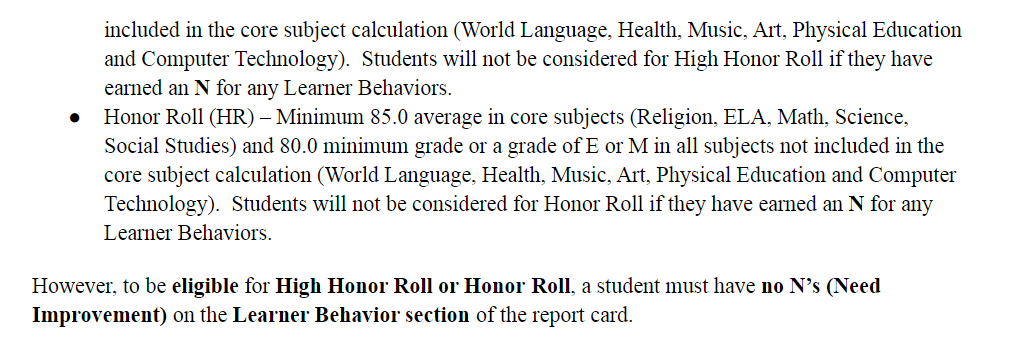 included in the core subject calculation (World Language, Health, Music, Art, Physical Education
and Computer Technology).  Students will not be considered for High Honor Roll if they have
earned an N for any Learner Behaviors.
● Honor Roll (HR) – Minimum 85.0 average in core subjects (Religion, ELA, Math, Science,
Social Studies) and 80.0 minimum grade or a grade of E or M in all subjects not included in the
core subject calculation (World Language, Health, Music, Art, Physical Education and Computer
Technology).  Students will not be considered for Honor Roll if they have earned an N for any
Learner Behaviors.
However, to be eligible for High Honor Roll or Honor Roll, a student must have no N’s (Need
Improvement) on the Learner Behavior section of the report card.